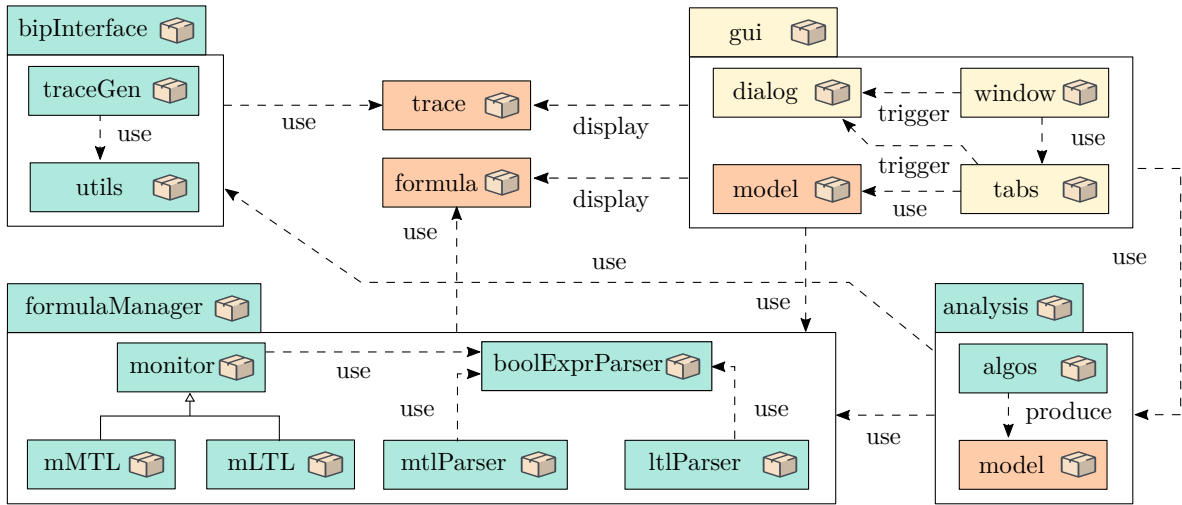 bipInterface
traceGen
use
utils
use
trace
formula
use
display
display
gui
dialog
trigger
window
use
trigger
model
use
tabs
use
use
use
formulaManager
monitor
use
boolExprParser
use
use
mMTL
mLTL
mtlParser
ltlParser
use
analysis
algos
produce
model